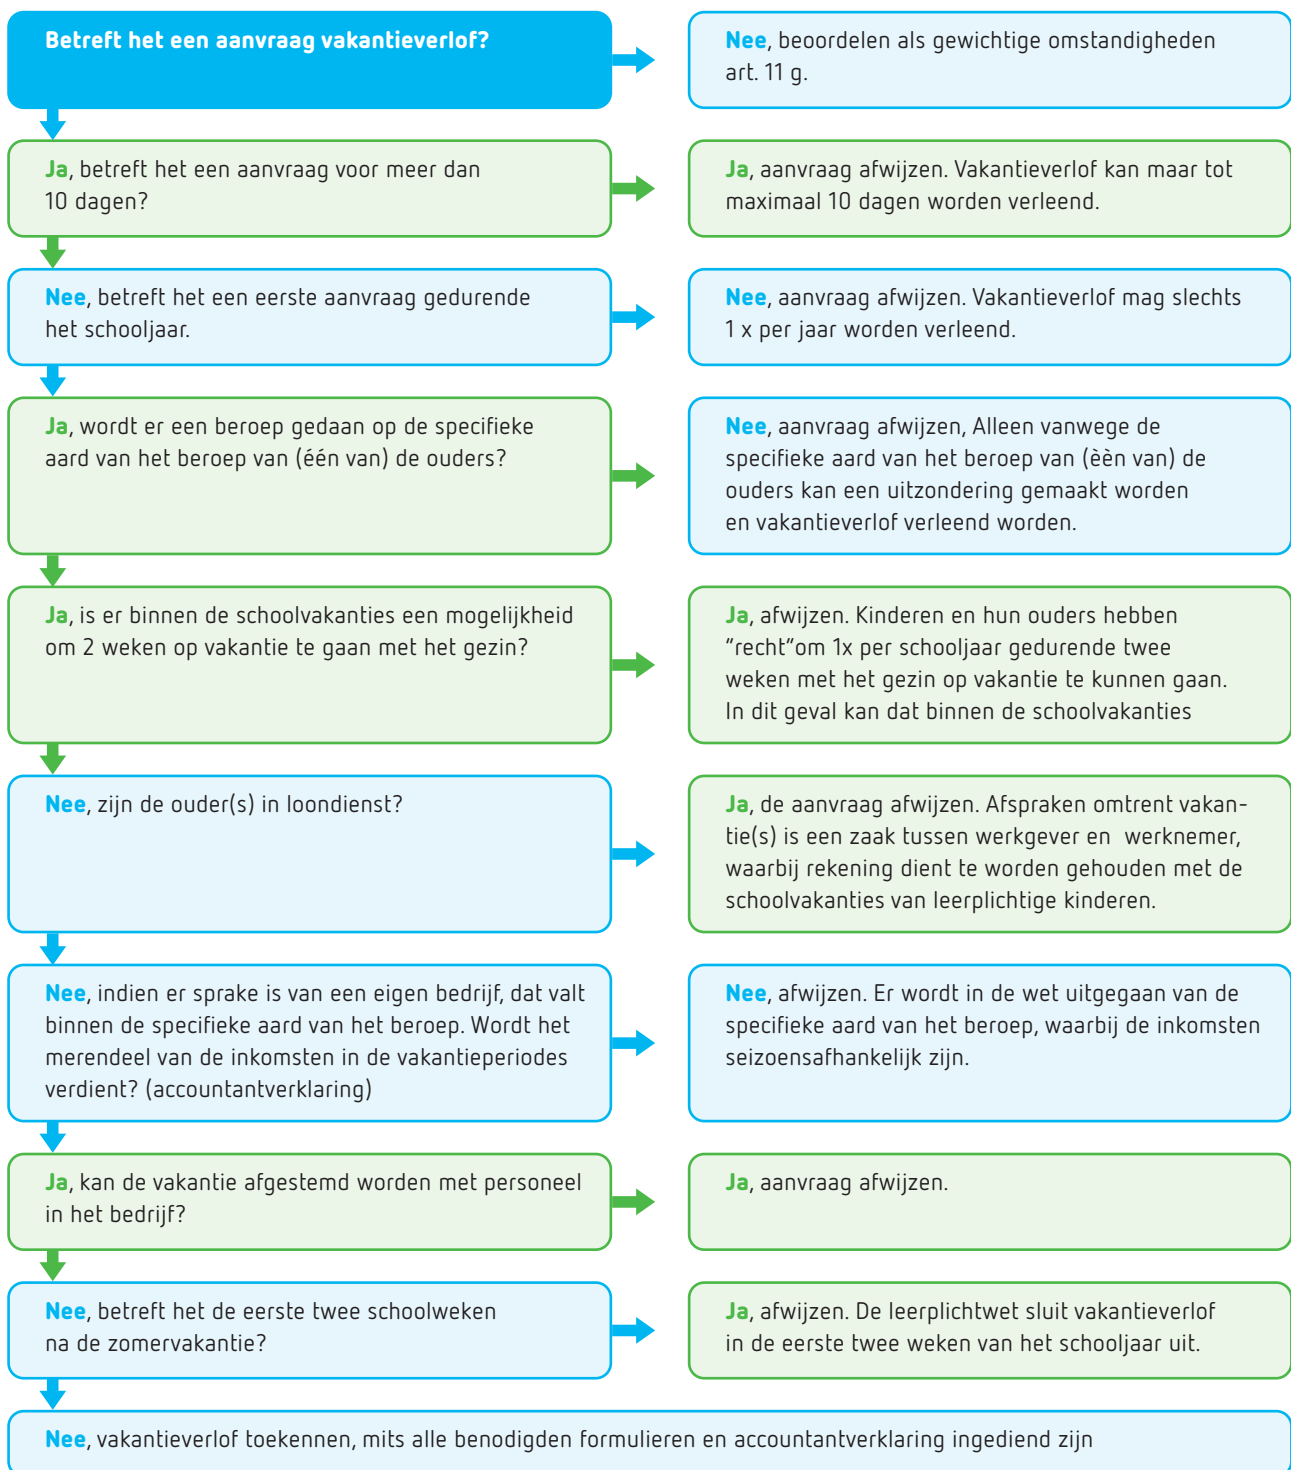 Betreft het een aanvraag vakantieverlof?
Nee, beoordelen als gewichtige omstandigheden
art. 11 g.
Ja, betreft het een aanvraag voor meer dan
10 dagen?
Ja, aanvraag afwijzen. Vakantieverlof kan maar tot
maximaal 10 dagen worden verleend.
Nee, betreft het een eerste aanvraag gedurende
het schooljaar.
Nee, aanvraag afwijzen. Vakantieverlof mag slechts
1 x per jaar worden verleend.
Ja, wordt er een beroep gedaan op de specifieke
aard van het beroep van (één van) de ouders?
Nee, aanvraag afwijzen, Alleen vanwege de
specifieke aard van het beroep van (èèn van) de
ouders kan een uitzondering gemaakt worden
en vakantieverlof verleend worden.
Ja, is er binnen de schoolvakanties een mogelijkheid
om 2 weken op vakantie te gaan met het gezin?
Ja, afwijzen. Kinderen en hun ouders hebben
“recht“om 1x per schooljaar gedurende twee
weken met het gezin op vakantie te kunnen gaan.
In dit geval kan dat binnen de schoolvakanties
Nee, zijn de ouder(s) in loondienst?
Ja, de aanvraag afwijzen. Afspraken omtrent vakan-
tie(s) is een zaak tussen werkgever en werknemer,
waarbij rekening dient te worden gehouden met de
schoolvakanties van leerplichtige kinderen.
Nee, indien er sprake is van een eigen bedrijf, dat valt
binnen de specifieke aard van het beroep. Wordt het
merendeel van de inkomsten in de vakantieperiodes
verdient? (accountantverklaring)
Nee, afwijzen. Er wordt in de wet uitgegaan van de
specifieke aard van het beroep, waarbij de inkomsten
seizoensafhankelijk zijn.
Ja, kan de vakantie afgestemd worden met personeel
in het bedrijf?
Ja, aanvraag afwijzen.
Nee, betreft het de eerste twee schoolweken
na de zomervakantie?
Ja, afwijzen. De leerplichtwet sluit vakantieverlof
in de eerste twee weken van het schooljaar uit.
Nee, vakantieverlof toekennen, mits alle benodigden formulieren en accountantverklaring ingediend zijn